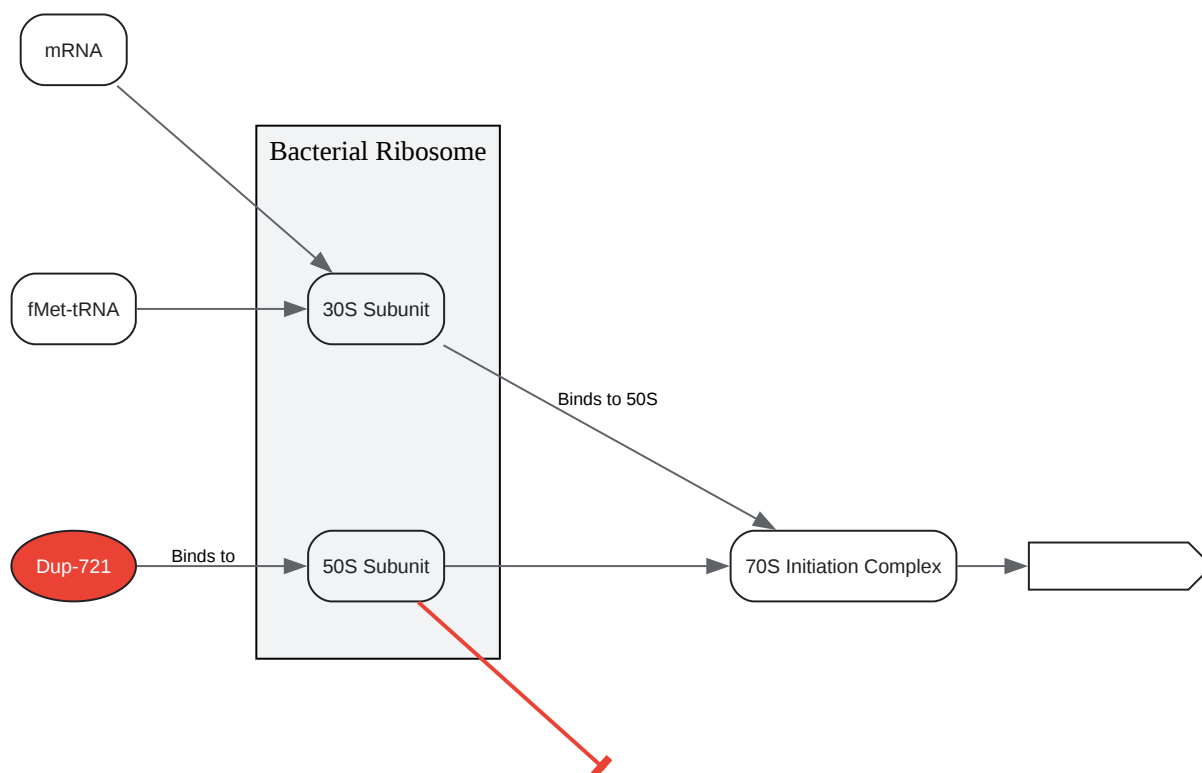 mRNA
Bacterial Ribosome
fMet-tRNA
30S Subunit
Binds to 50S
Dup-721
Binds to
50S Subunit
70S Initiation Complex